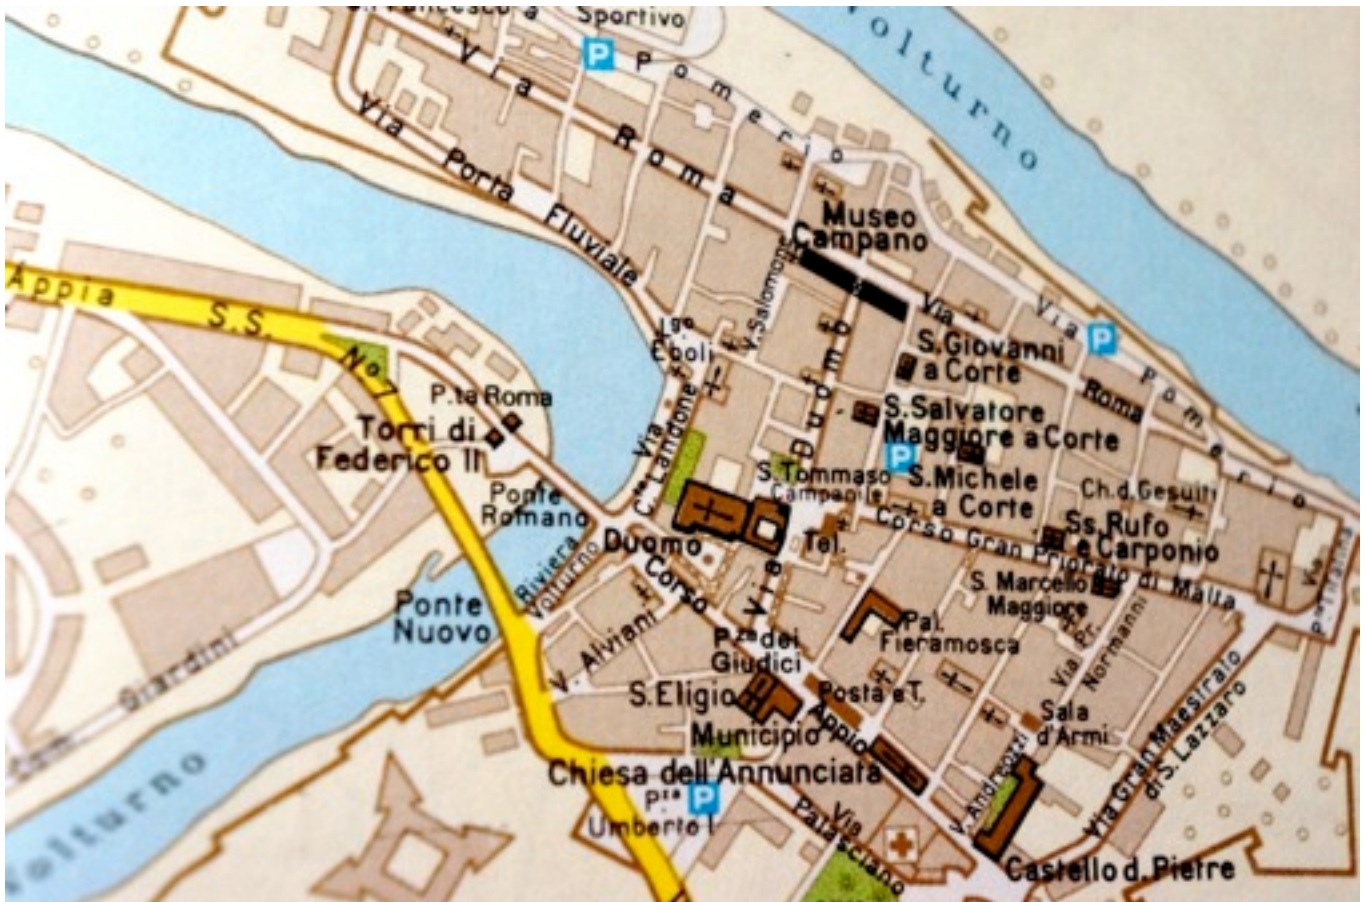 Sportivo
P
Volturno
Via Roma
Pomerio
Via Porta Fluviale
Museo
Campano
Appia S.S. N.o 7
V. Salomone
Via Duomo
Via Roma
Via Pomerio
P
Lgo
Eboli
S.Giovanni
a Corte
P.ta Roma
Torri di
Federico II
S.Salvatore
Maggiore a Corte
P
Via
C.te Landone
S.Tommaso
Campanile
S.Michele
a Corte
Ch.d.Gesuiti
Ponte
Romano
Duomo
Tel.
Corso Gran Priorato di Malta
Ss.Rufo
e Carponio
Riviera
Volturno
Corso Appio
S. Marcello
Maggiore
Ponte
Nuovo
V. Alviani
P.za dei
Giudici
Pal.
Fieramosca
Via Pr.
Normanni
Giardini
S.Eligio
Posta e T.
Municipio
Sala
d'Armi
Via Gran Maestrato
di S. Lazzaro
Chiesa dell'Annunciata
P.za
Umberto I
P
Via
Palasciano
V. Andreozzi
Castello d. Pietre
Volturno